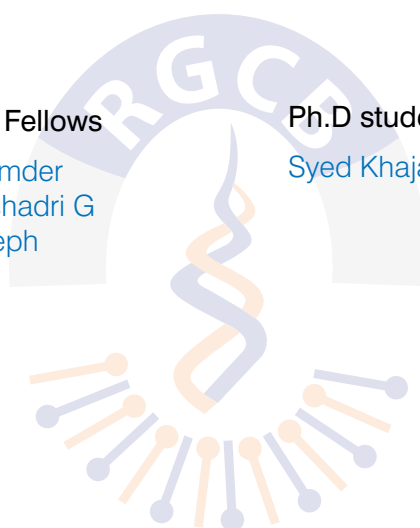 RGCB
Fellows
Ph.D stude
mder
Syed Khaja
hadri G
eph